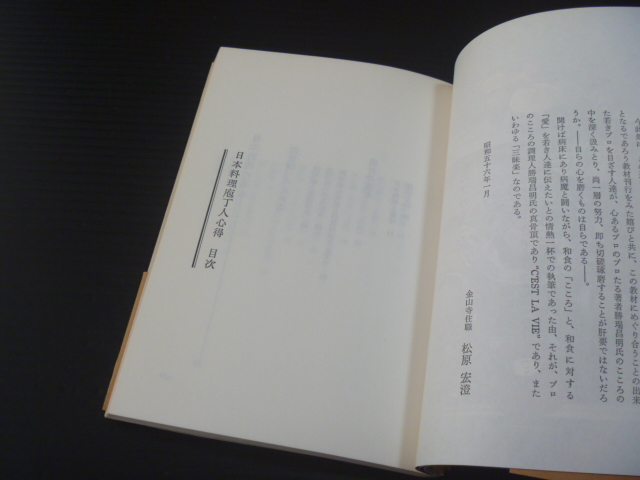 となるであろう教材刊行をみた慶びと共に、この教材にめぐり合うことの出来
た若きプロを目ざす人達が、心あるプロのプロたる著者勝瑞昌明氏のこころの
中を深く読みとり、尚一層の努力、即ち切磋琢磨することが肝要ではないだろ
うか。――自らの心を磨くものは自らである――。
聞けば病床にあり病魔と闘いながら、和食の「こころ」と、和食に対する
「愛」を若き人達に伝えたいとの情熱一杯での執筆であった由、それが、プロ
のこころの調理人勝瑞昌明氏の真骨頂であり“CEST LA VIE”であり、また
いわゆる「三昧乗」なのである。
昭和五十六年一月
金山寺住職 松原宏澄
日本料理庖丁人心得 目次